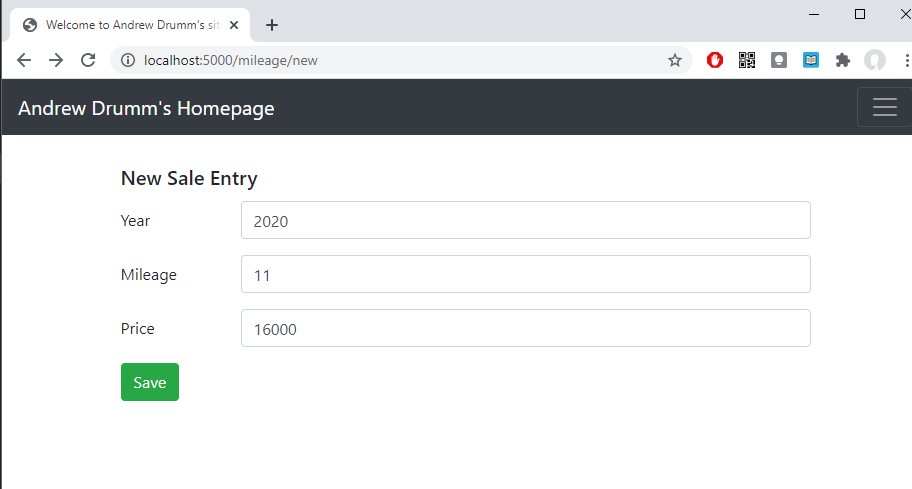 Welcome to Andrew Drumm's sit
localhost:5000/mileage/new
Andrew Drumm's Homepage
New Sale Entry
Year 2020
Mileage 11
Price 16000
Save